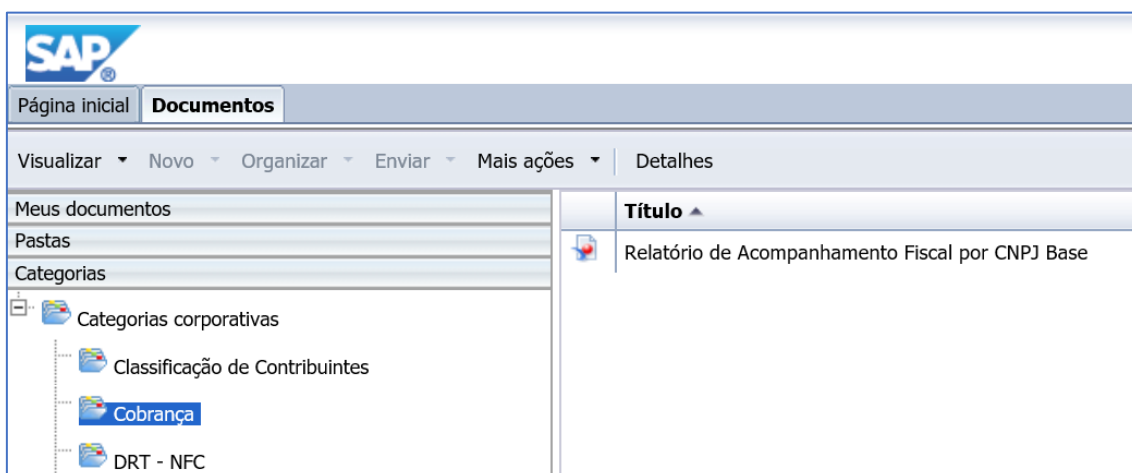 SAP®
Página inicial Documentos
Visualizar Novo Organizar Enviar Mais ações Detalhes
Meus documentos
Pastas
Categorias
Categorias corporativas
Classificação de Contribuintes
Cobrança
DRT - NFC
Título
Relatório de Acompanhamento Fiscal por CNPJ Base